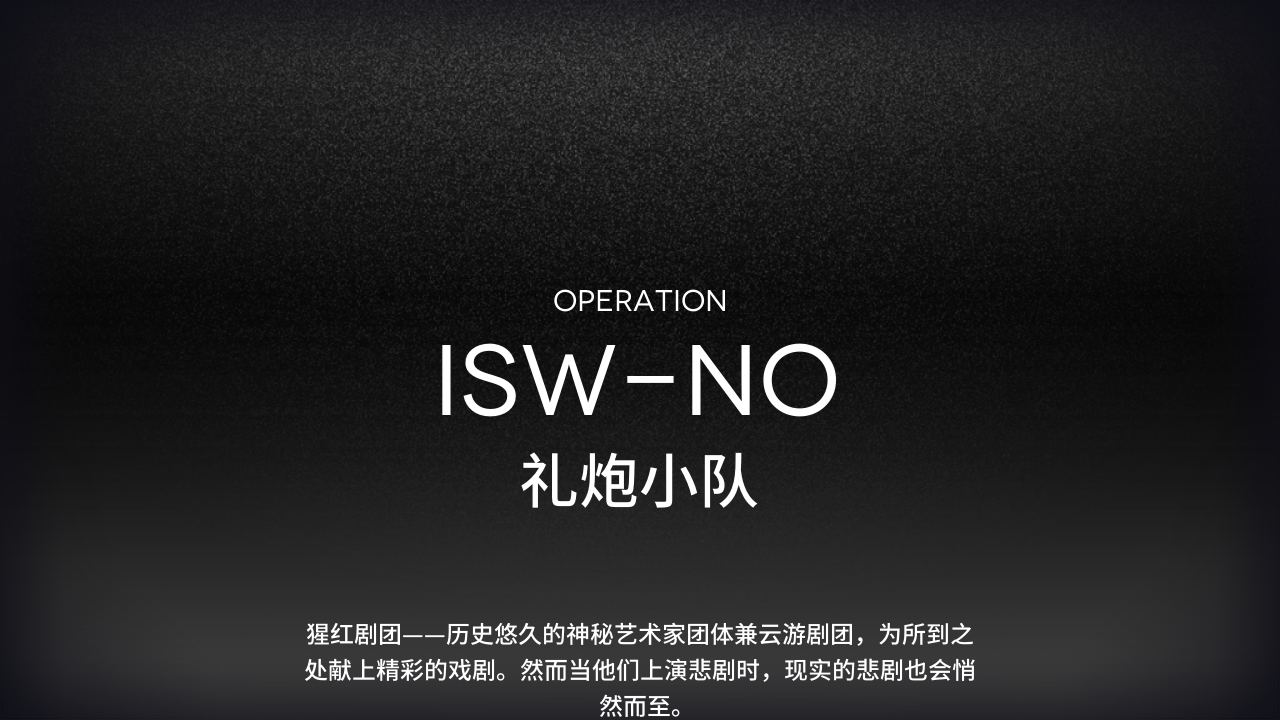 OPERATION
ISW-NO
礼炮小队
猩红剧团——历史悠久的神秘艺术家团体兼云游剧团，为所到之
处献上精彩的戏剧。然而当他们上演悲剧时，现实的悲剧也会悄
然而至。